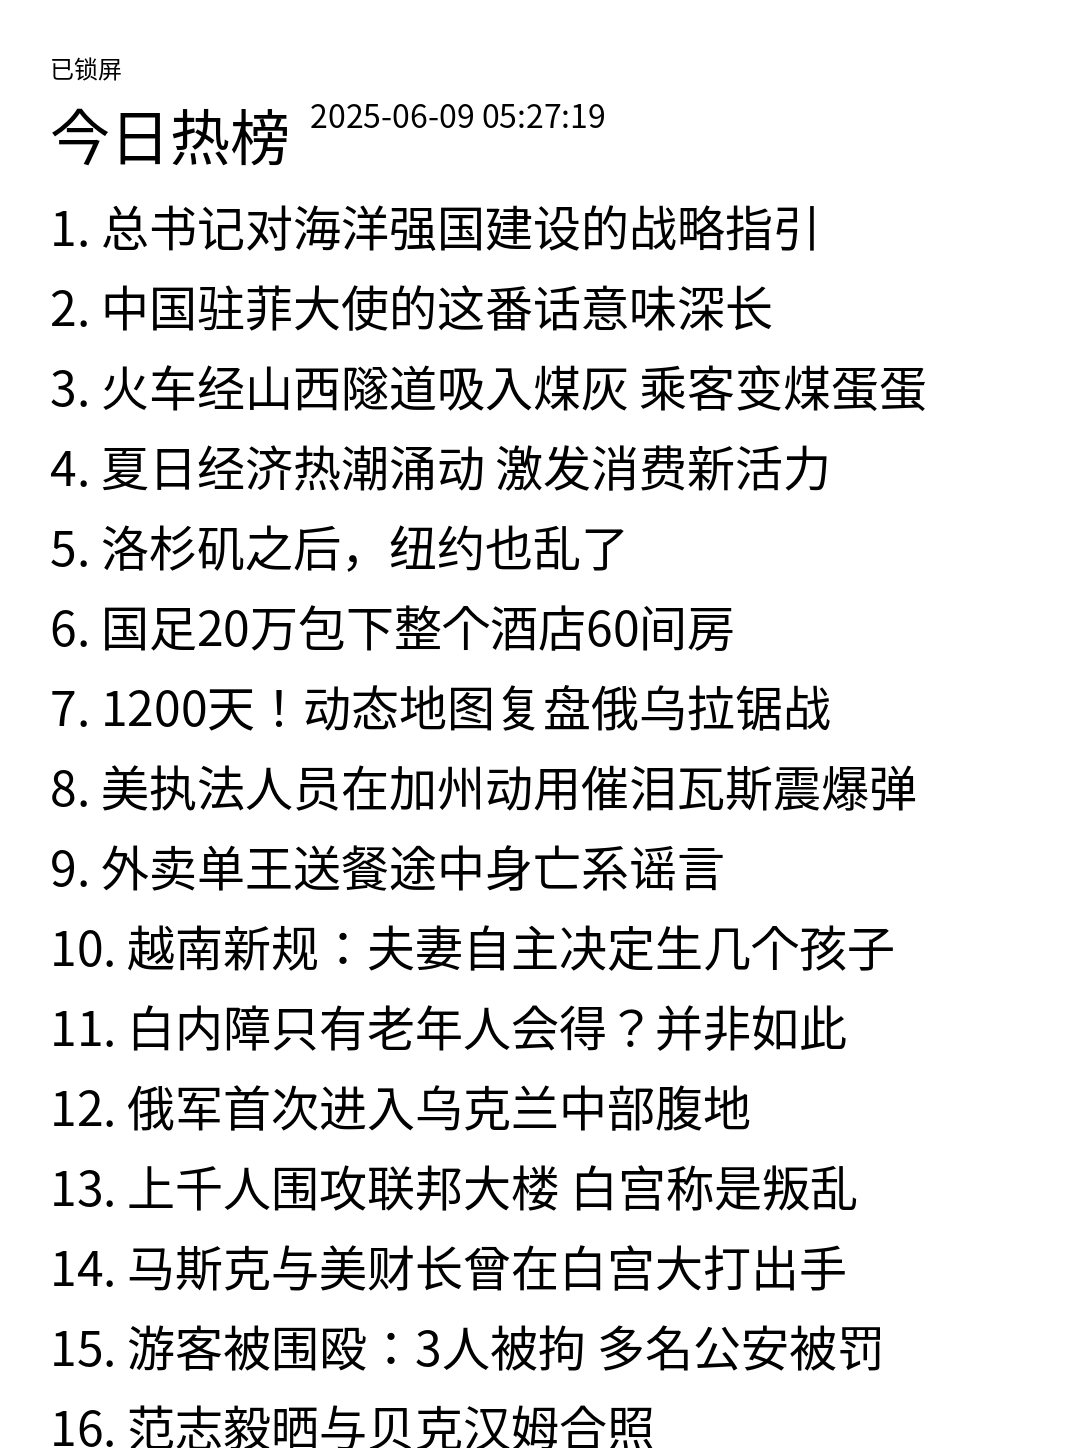 已锁屏
今日热榜 2025-06-09 05:27:19
1. 总书记对海洋强国建设的战略指引
2. 中国驻菲大使的这番话意味深长
3. 火车经山西隧道吸入煤灰 乘客变煤蛋蛋
4. 夏日经济热潮涌动 激发消费新活力
5. 洛杉矶之后，纽约也乱了
6. 国足20万包下整个酒店60间房
7. 1200天！动态地图复盘俄乌拉锯战
8. 美执法人员在加州动用催泪瓦斯震爆弹
9. 外卖单王送餐途中身亡系谣言
10. 越南新规：夫妻自主决定生几个孩子
11. 白内障只有老年人会得？并非如此
12. 俄军首次进入乌克兰中部腹地
13. 上千人围攻联邦大楼 白宫称是叛乱
14. 马斯克与美财长曾在白宫大打出手
15. 游客被围殴：3人被拘 多名公安被罚
16. 范志毅晒与贝克汉姆合照